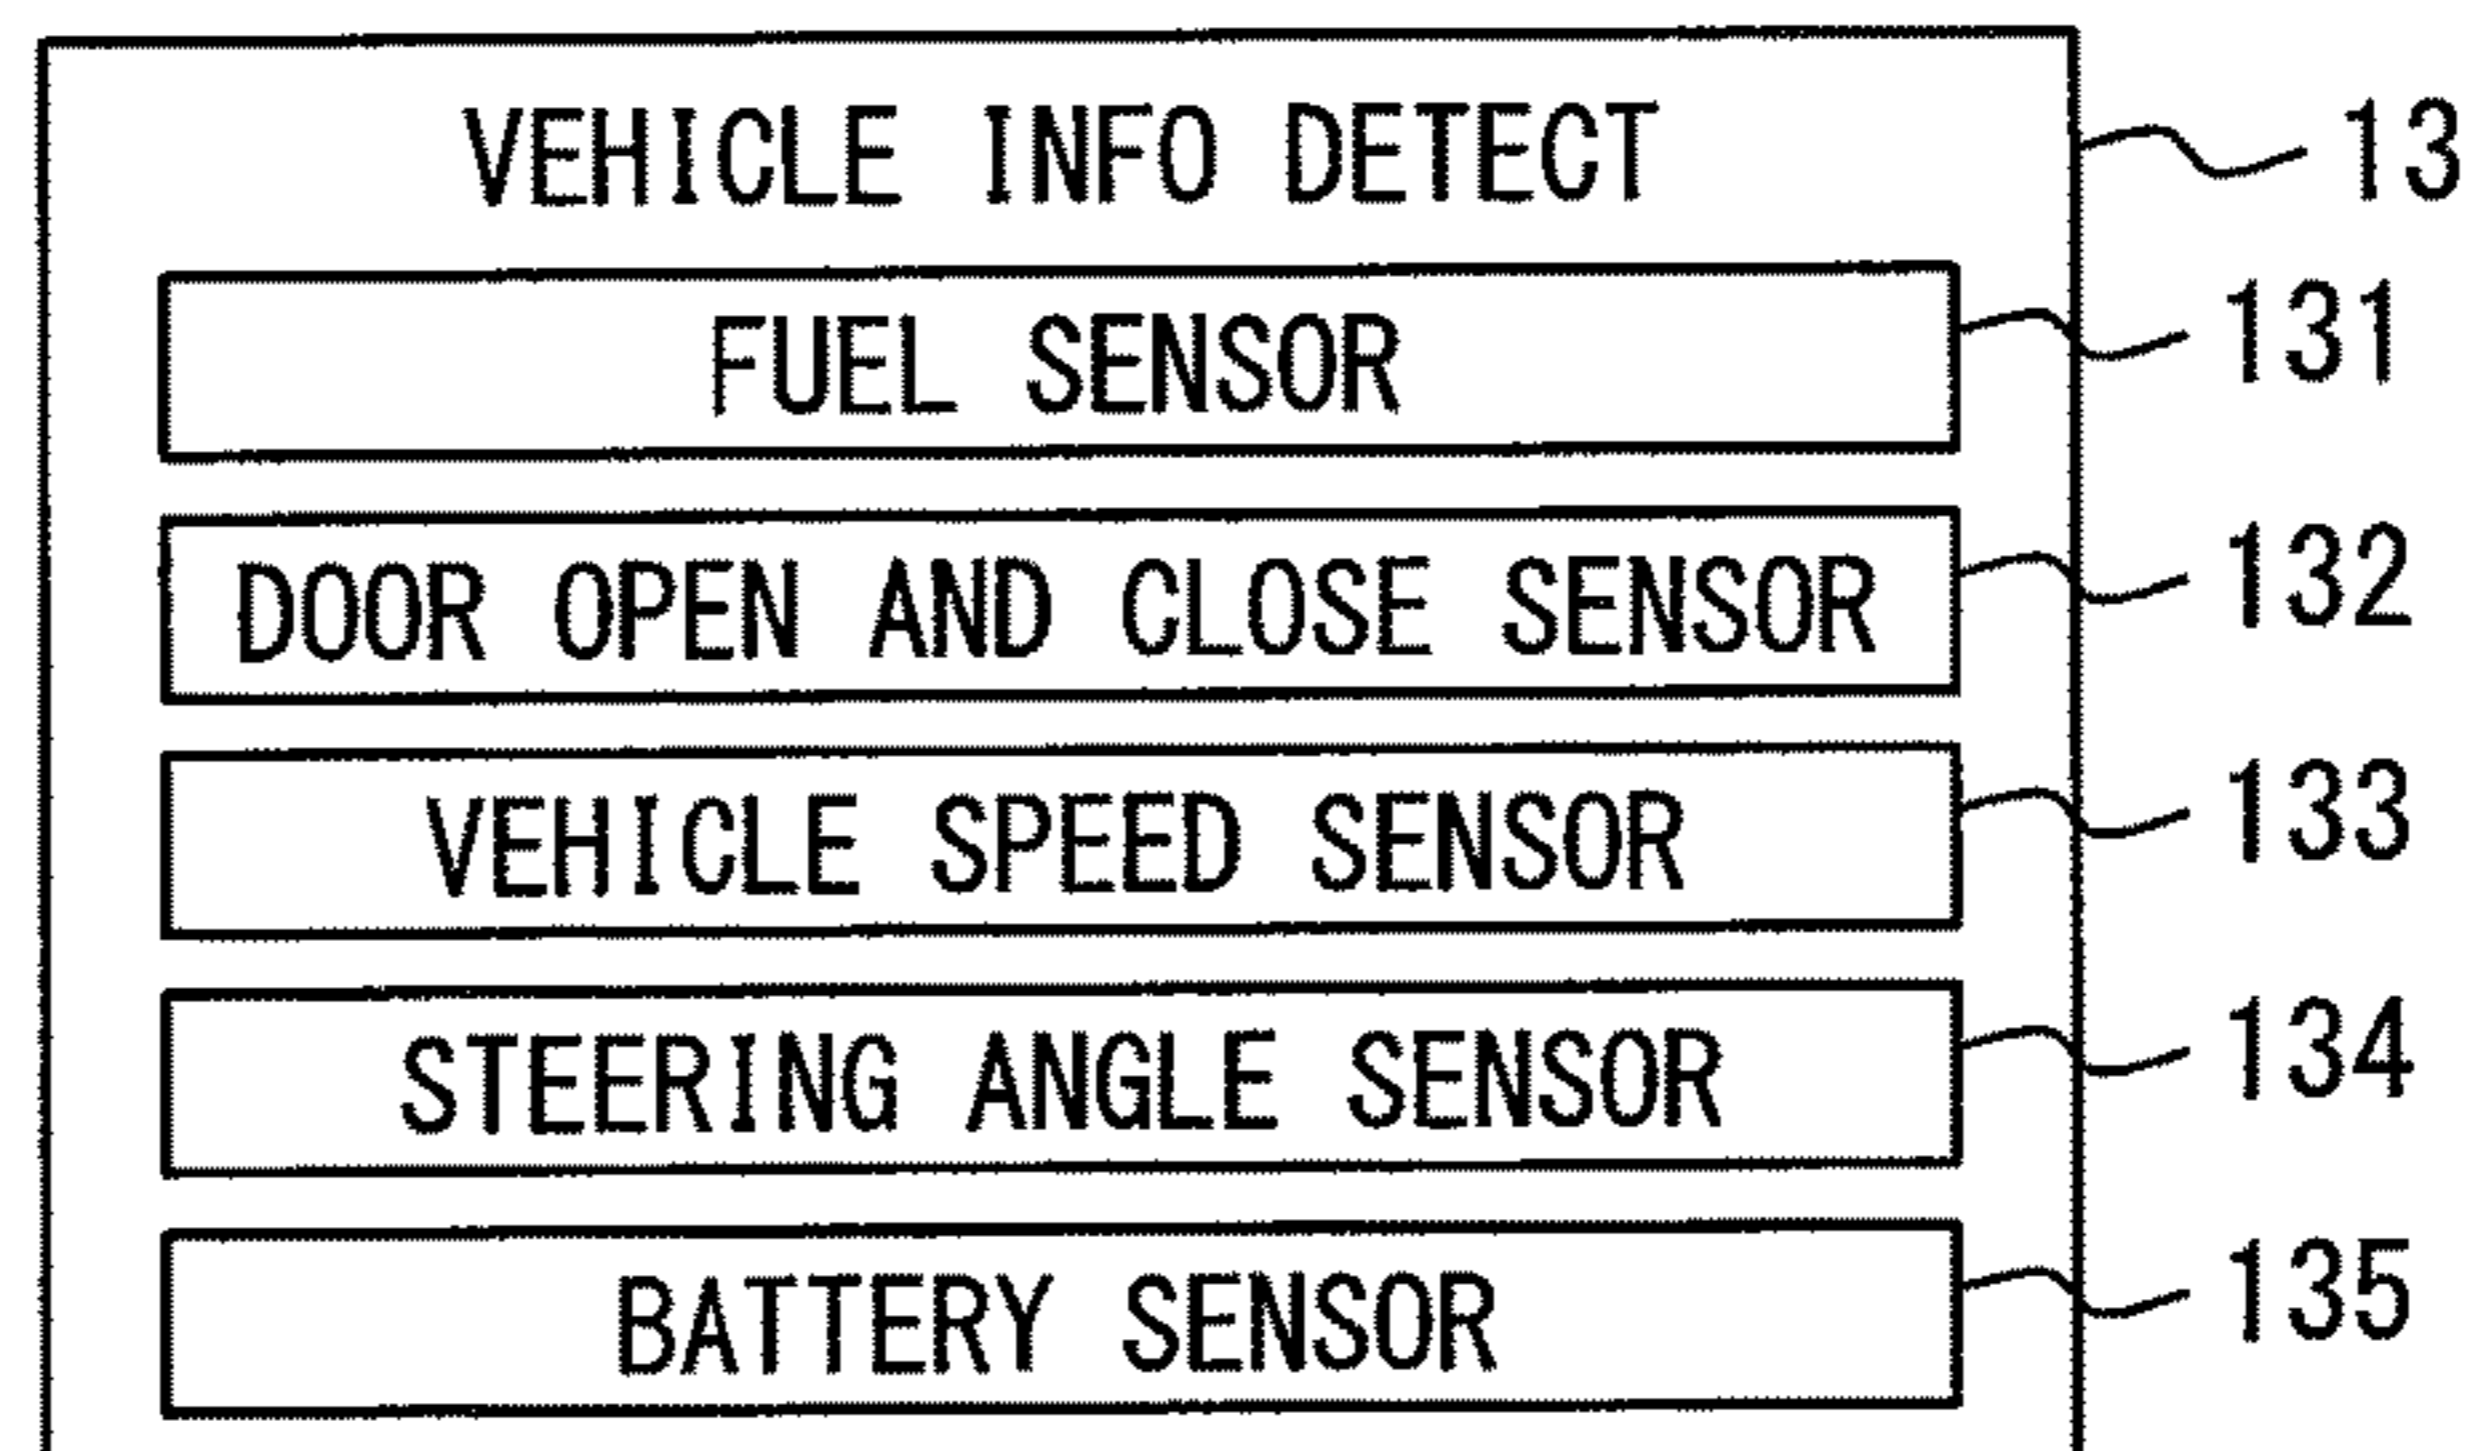 VEHICLE INFO DETECT 13
FUEL SENSOR 131
DOOR OPEN AND CLOSE SENSOR 132
VEHICLE SPEED SENSOR 133
STEERING ANGLE SENSOR 134
BATTERY SENSOR 135